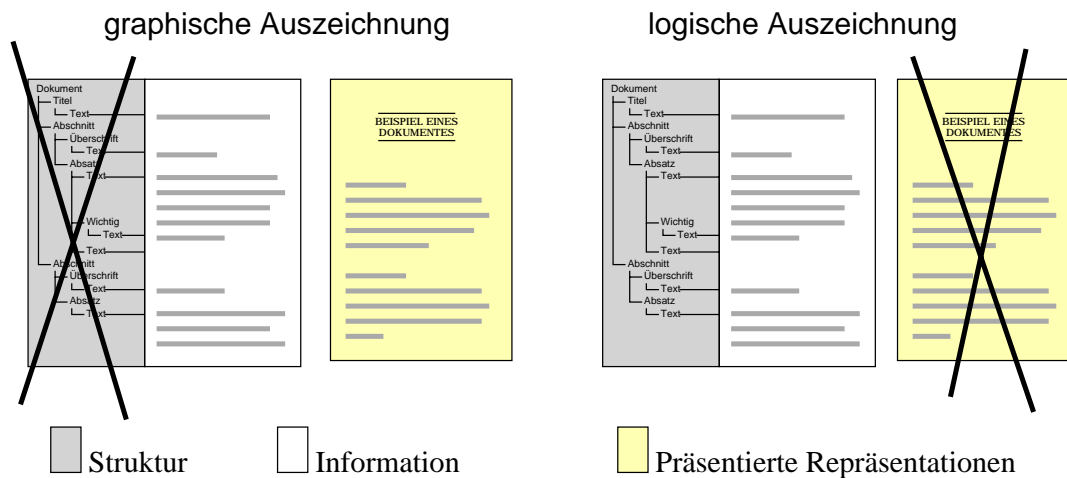 graphische Auszeichnung
Dokument
Titel
Text
Abschnitt
Überschrift
Text
Absatz
Text
Wichtig
Text
Text
Abschnitt
Überschrift
Text
Absatz
Text
BEISPIEL EINES
DOKUMENTES
logische Auszeichnung
Dokument
Titel
Text
Abschnitt
Überschrift
Text
Absatz
Text
Wichtig
Text
Text
Abschnitt
Überschrift
Text
Absatz
Text
BEISPIEL EINES
DOKUMENTES
Struktur
Information
Präsentierte Repräsentationen